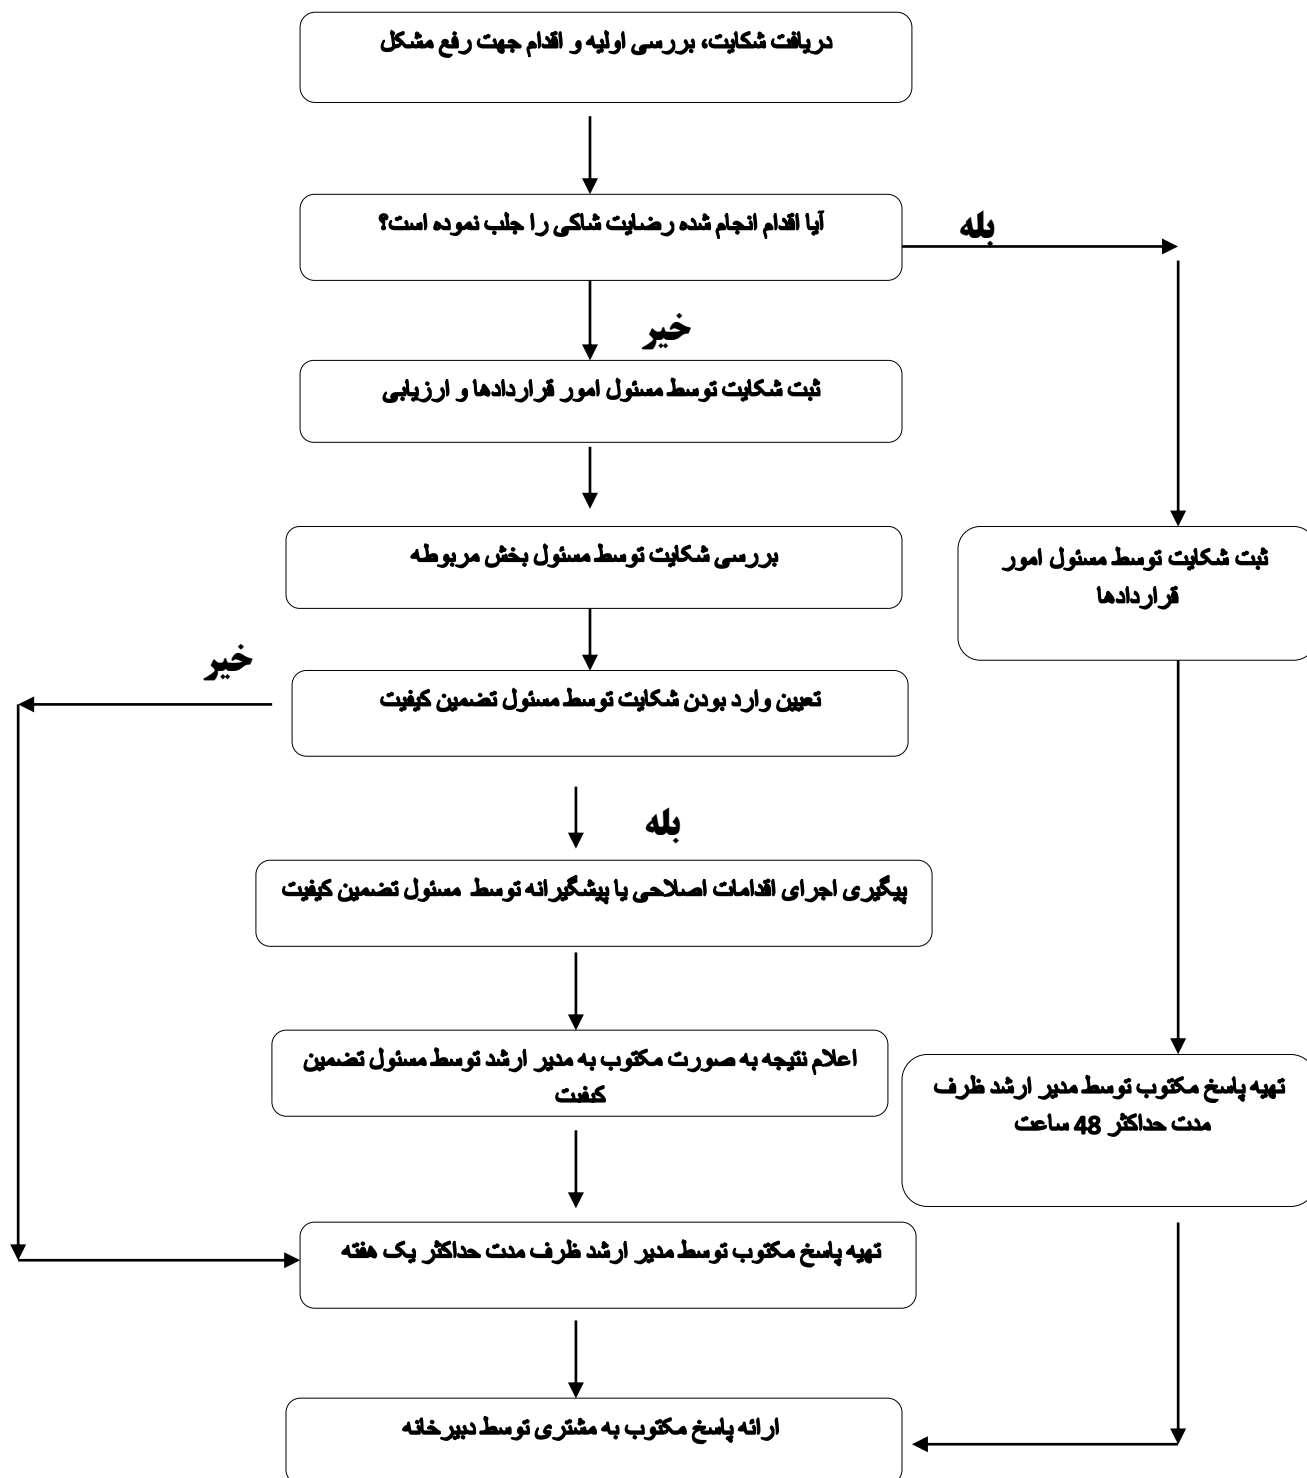 دریافت شکایت، بررسی اولیه و اقدام جهت رفع مشکل
آیا اقدام انجام شده رضایت شاکی را جلب نموده است؟
بله
خیر
ثبت شکایت توسط مسئول امور قراردادها و ارزیابی
بررسی شکایت توسط مسئول بخش مربوطه
ثبت شکایت توسط مسئول امور
قراردادها
خیر
تعیین وارد بودن شکایت توسط مسئول تضمین کیفیت
بله
پیگیری اجرای اقدامات اصلاحی یا پیشگیرانه توسط مسئول تضمین کیفیت
اعلام نتیجه به صورت مکتوب به مدیر ارشد توسط مسئول تضمین
کیفیت
تهیه پاسخ مکتوب توسط مدیر ارشد ظرف
مدت حداکثر 48 ساعت
تهیه پاسخ مکتوب توسط مدیر ارشد ظرف مدت حداکثر یک هفته
ارائه پاسخ مکتوب به مشتری توسط دبیرخانه